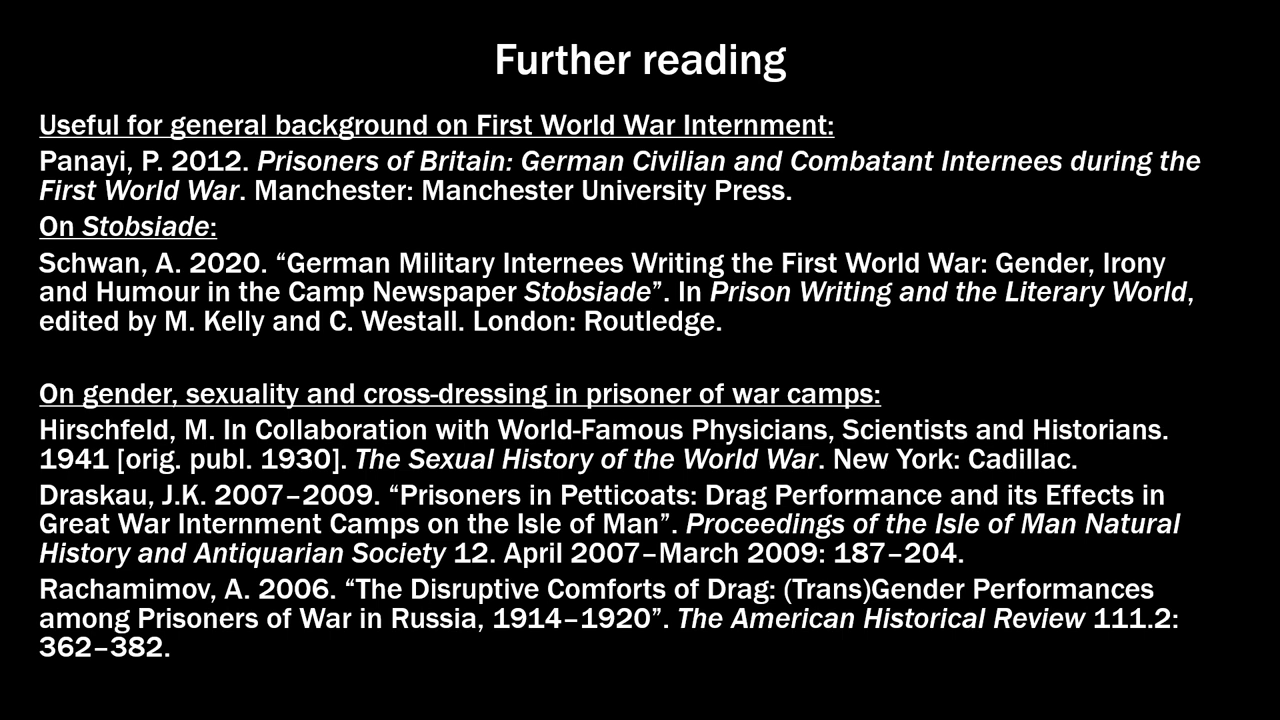 Further reading
Useful for general background on First World War Internment:
Panayi, P. 2012. Prisoners of Britain: German Civilian and Combatant Internees during the
First World War. Manchester: Manchester University Press.
On Stobsiade:
Schwan, A. 2020. “German Military Internees Writing the First World War: Gender, Irony
and Humour in the Camp Newspaper Stobsiade”. In Prison Writing and the Literary World,
edited by M. Kelly and C. Westall. London: Routledge.
On gender, sexuality and cross-dressing in prisoner of war camps:
Hirschfeld, M. In Collaboration with World-Famous Physicians, Scientists and Historians.
1941 [orig. publ. 1930]. The Sexual History of the World War. New York: Cadillac.
Draskau, J.K. 2007–2009. “Prisoners in Petticoats: Drag Performance and its Effects in
Great War Internment Camps on the Isle of Man”. Proceedings of the Isle of Man Natural
History and Antiquarian Society 12. April 2007–March 2009: 187–204.
Rachamimov, A. 2006. “The Disruptive Comforts of Drag: (Trans)Gender Performances
among Prisoners of War in Russia, 1914–1920”. The American Historical Review 111.2:
362–382.